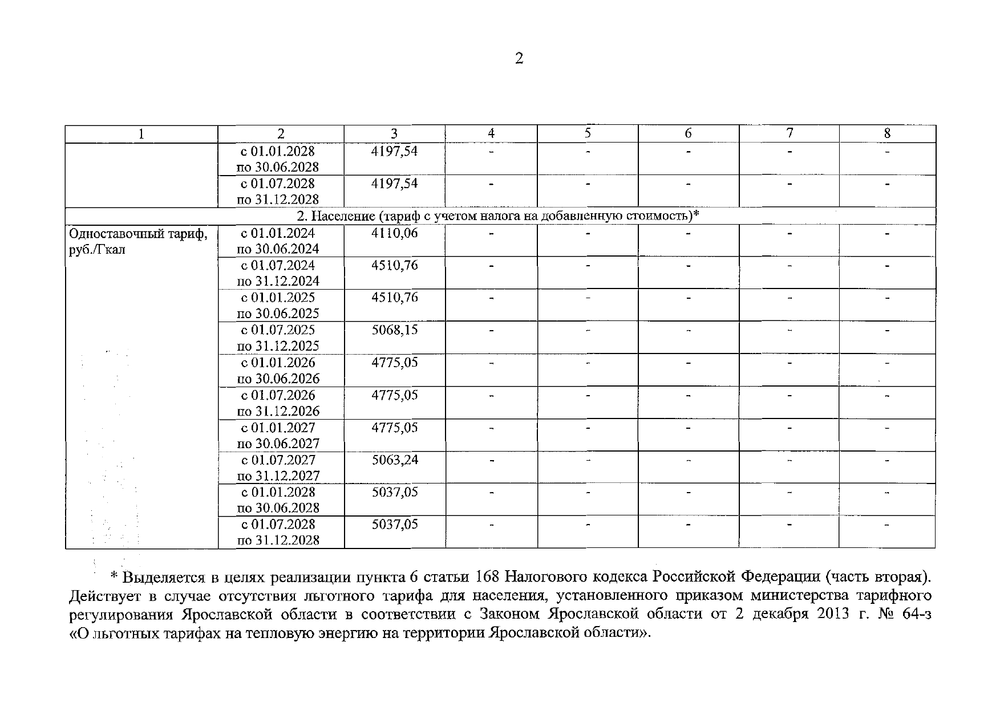 2
1 2 3 4 5 6 7 8
с 01.01.2028 4197,54 - - - - -
по 30.06.2028
с 01.07.2028 4197,54 - - - - -
по 31.12.2028
2. Население (тариф с учетом налога на добавленную стоимость)*
Одноставочный тариф, с 01.01.2024 4110,06 - - - - -
руб./Гкал по 30.06.2024
с 01.07.2024 4510,76 - - - - -
по 31.12.2024
с 01.01.2025 4510,76 - - - - -
по 30.06.2025
с 01.07.2025 5068,15 - - - - -
по 31.12.2025
с 01.01.2026 4775,05 - - - - -
по 30.06.2026
с 01.07.2026 4775,05 - - - - -
по 31.12.2026
с 01.01.2027 4775,05 - - - - -
по 30.06.2027
с 01.07.2027 5063,24 - - - - -
по 31.12.2027
с 01.01.2028 5037,05 - - - - -
по 30.06.2028
с 01.07.2028 5037,05 - - - - -
по 31.12.2028
* Выделяется в целях реализации пункта 6 статьи 168 Налогового кодекса Российской Федерации (часть вторая).
Действует в случае отсутствия льготного тарифа для населения, установленного приказом министерства тарифного
регулирования Ярославской области в соответствии с Законом Ярославской области от 2 декабря 2013 г. № 64-з
«О льготных тарифах на тепловую энергию на территории Ярославской области».